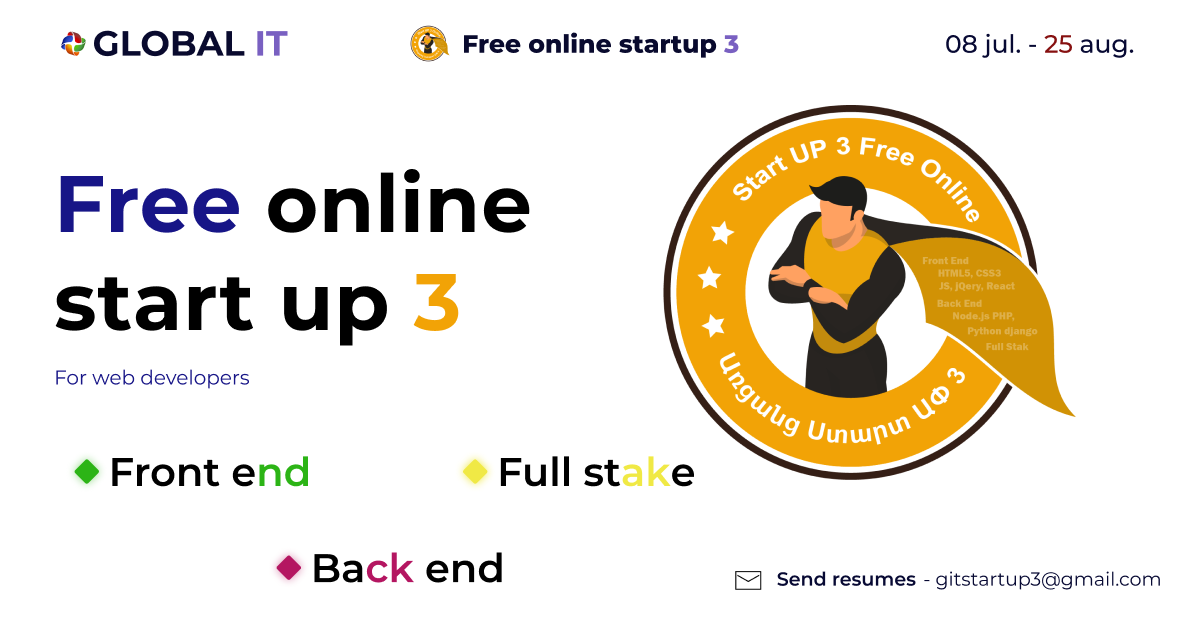 GLOBAL IT
Free online startup 3
08 jul. - 25 aug.
Free online
start up 3
For web developers
Start UP 3 Free Online
Front End
HTML5, CSS3
JS, jQery, React
Back End
Node.js PHP,
Python django
Full Stak
Առցանց Ստարտ ԱՓ 3
Front end
Full stake
Back end
Send resumes - gitstartup3@gmail.com